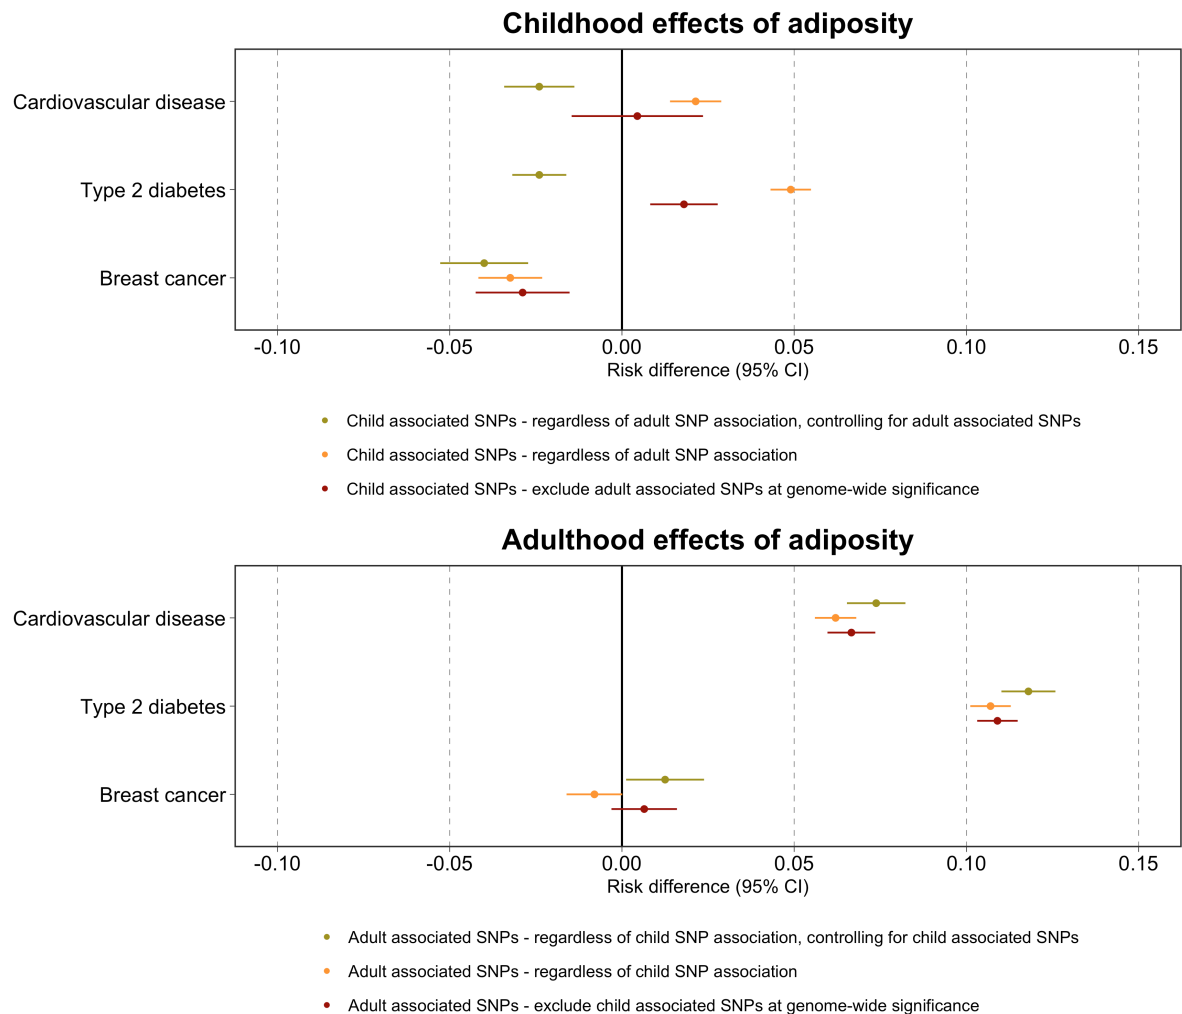 Childhood effects of adiposity
Cardiovascular disease
Type 2 diabetes
Breast cancer
-0.10 -0.05 0.00 0.05 0.10 0.15
Risk difference (95% CI)
Child associated SNPs - regardless of adult SNP association, controlling for adult associated SNPs
Child associated SNPs - regardless of adult SNP association
Child associated SNPs - exclude adult associated SNPs at genome-wide significance
Adulthood effects of adiposity
Cardiovascular disease
Type 2 diabetes
Breast cancer
-0.10 -0.05 0.00 0.05 0.10 0.15
Risk difference (95% CI)
Adult associated SNPs - regardless of child SNP association, controlling for child associated SNPs
Adult associated SNPs - regardless of child SNP association
Adult associated SNPs - exclude child associated SNPs at genome-wide significance